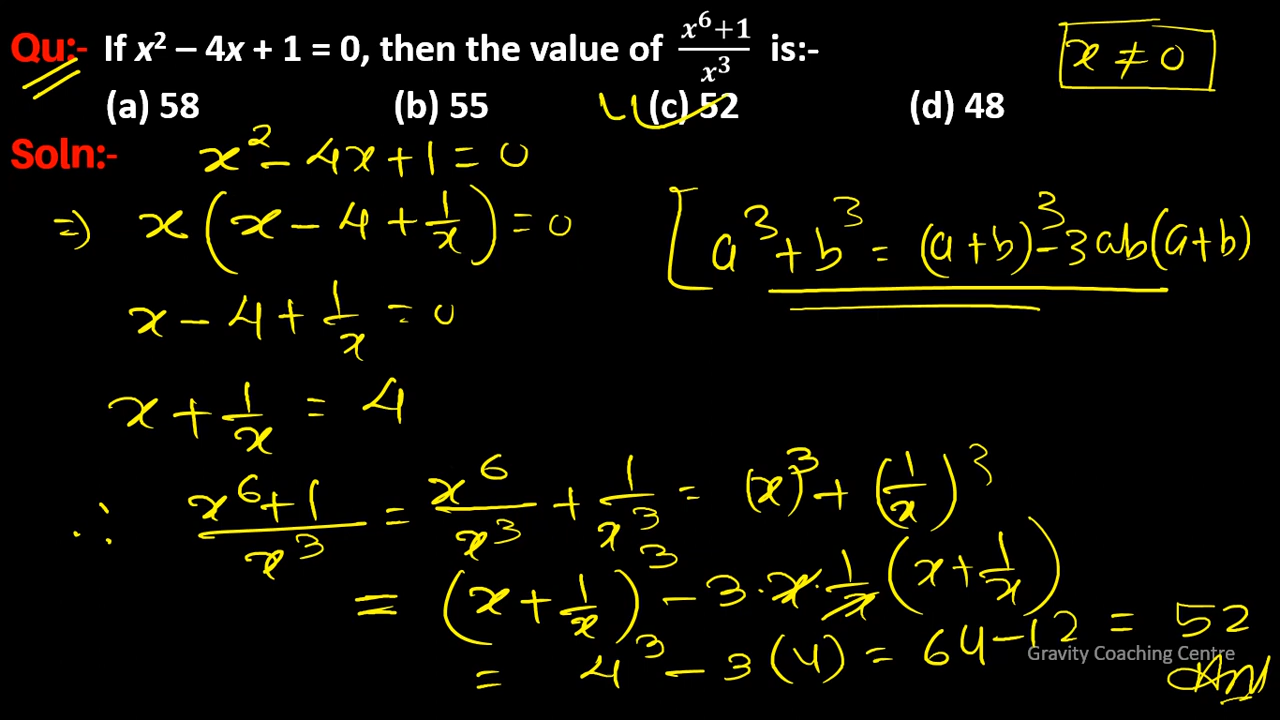 Qu:- If x² – 4x + 1 = 0, then the value of (x⁶+1)/x³ is:-
x ≠ 0
(a) 58 (b) 55 (c) 52 (d) 48
Soln:- x² - 4x + 1 = 0
=) x(x - 4 + 1/x) = 0
[a³ + b³ = (a+b)³ - 3ab(a+b)
x - 4 + 1/x = 0
x + 1/x = 4
∴ (x⁶+1)/x³ = x⁶/x³ + 1/x³ = (x)³ + (1/x)³
= (x + 1/x)³ - 3·x·1/x (x + 1/x)
= 4³ - 3(4) = 64 - 12 = 52
Gravity Coaching Centre
Ans